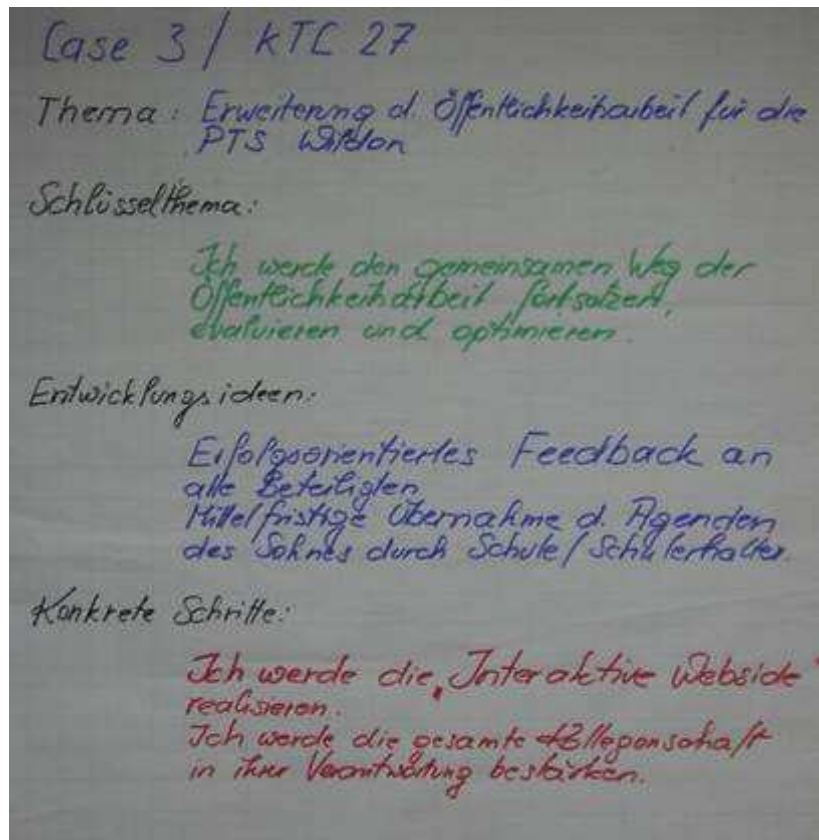 Case 3 / KTC 27
Thema: Erweiterung d. Öffentlichkeitsarbeit für die
PTS Wildon
Schlüsselthema:
Ich werde den gemeinsamen Weg der
Öffentlichkeitsarbeit fortsetzen,
evaluieren und optimieren.
Entwicklungsideen:
Erfolgsorientiertes Feedback an
alle Beteiligten
Mittelfristige Übernahme d. Agenden
des Sohnes durch Schule/Schulerhalter.
Konkrete Schritte:
Ich werde die „Interaktive Webside“
realisieren.
Ich werde die gesamte Kollegenschaft
in ihrer Verantwortung bestärken.